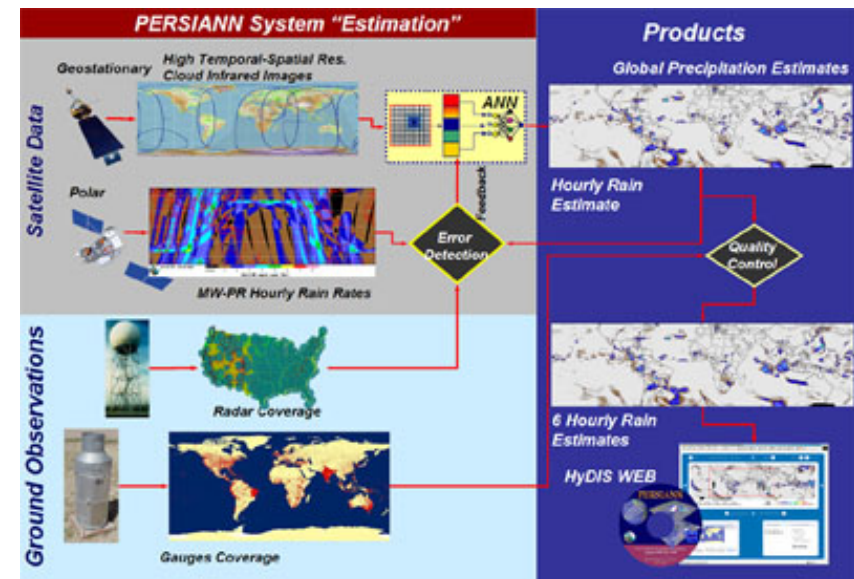 PERSIANN System “Estimation”
Products
Satellite Data
Geostationary
High Temporal-Spatial Res.
Cloud Infrared Images
ANN
Global Precipitation Estimates
Feedback
Hourly Rain
Estimate
Polar
Error
Detection
Quality
Control
MW-PR Hourly Rain Rates
Ground Observations
Radar Coverage
6 Hourly Rain
Estimates
HyDIS WEB
PERSIANN
Gauges Coverage